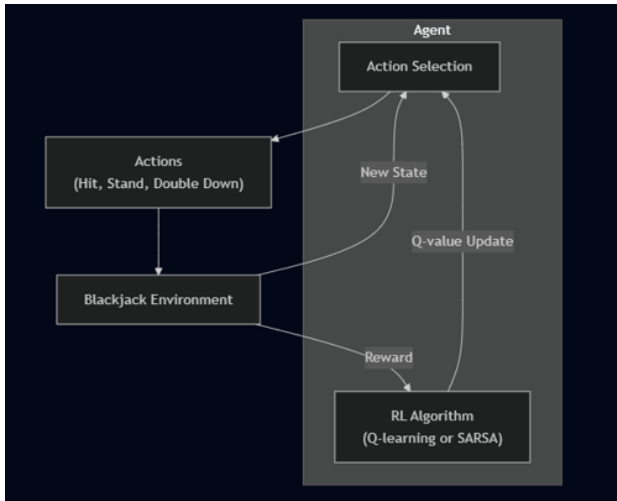 Agent
Action Selection
Actions
(Hit, Stand, Double Down)
New State
Q-value Update
Blackjack Environment
Reward
RL Algorithm
(Q-learning or SARSA)